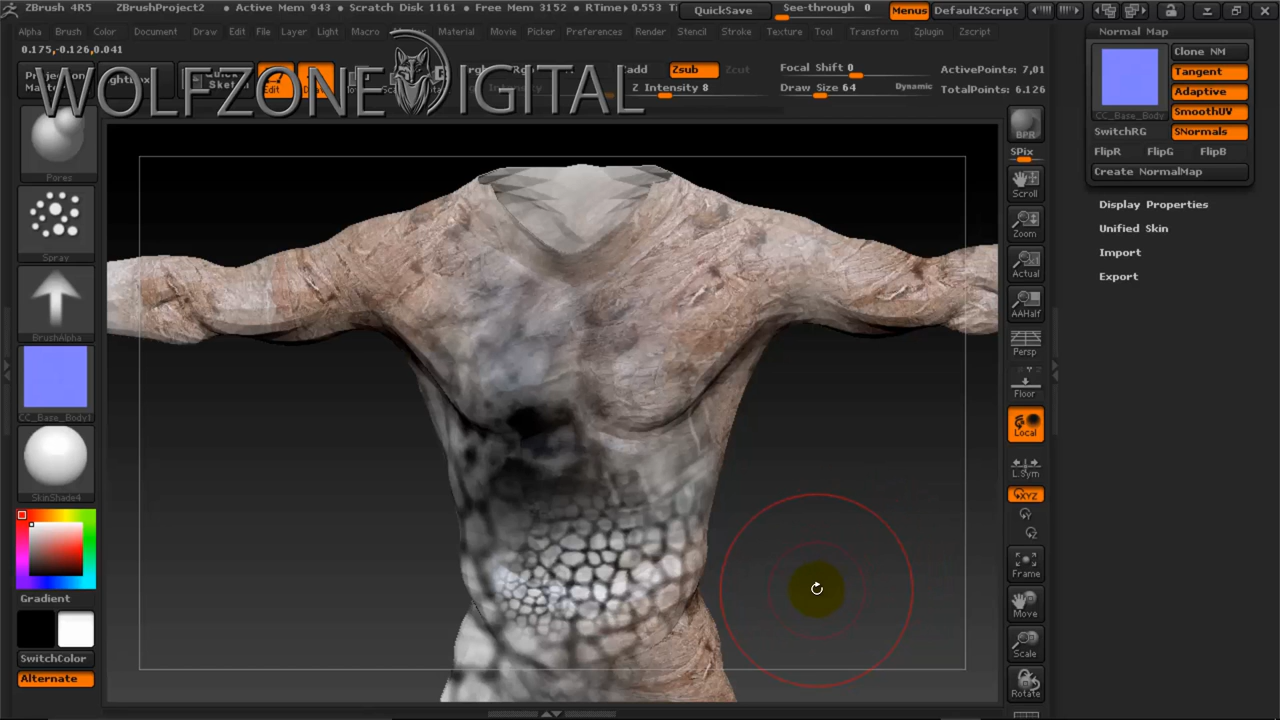 ZBrush 4R5 ZBrushProject2 • Active Mem 943 • Scratch Disk 1161 • Free Mem 3152 • RTime▸0.553 Ti QuickSave See-through 0 Menus DefaultZScript
Alpha Brush Color Document Draw Edit File Layer Light Macro Material Movie Picker Preferences Render Stencil Stroke Texture Tool Transform Zplugin Zscript
0.175,-0.126,0.041
WOLFZONE DIGITAL
Edit
Zadd Zsub Zcut
Z Intensity 8
Focal Shift 0
Draw Size 64 Dynamic
ActivePoints: 7,01
TotalPoints: 6.126
Pores
Spray
BrushAlpha
CC_Base_Body1
SkinShade4
Gradient
SwitchColor
Alternate
BPR
SPix
Scroll
Zoom
Actual
AAHalf
Persp
Floor
Local
L.Sym
XYZ
Y
Z
Frame
Move
Scale
Rotate
Normal Map
Clone NM
Tangent
Adaptive
SmoothUV
CC_Base_Body
SwitchRG SNormals
FlipR FlipG FlipB
Create NormalMap
Display Properties
Unified Skin
Import
Export